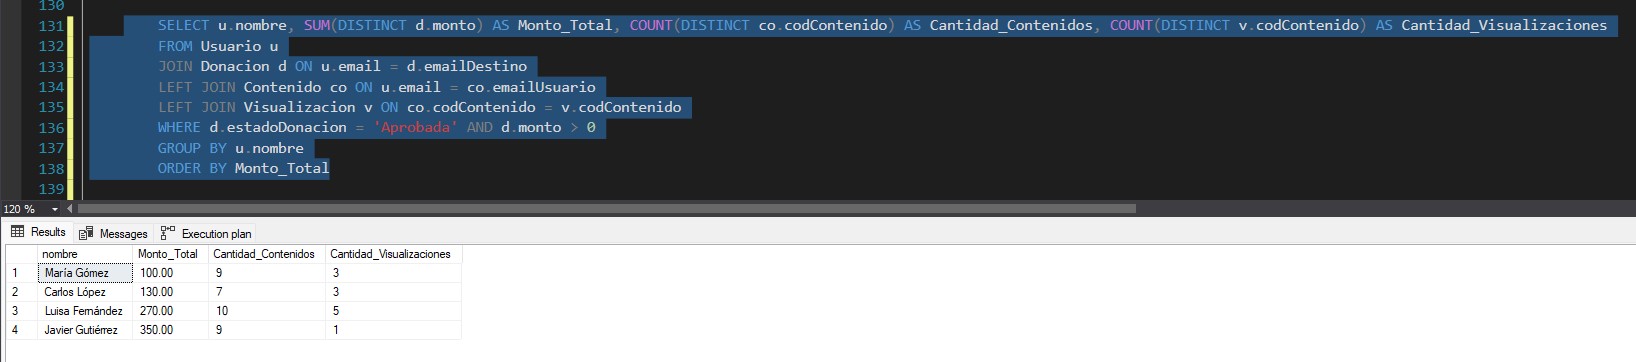 130
131 SELECT u.nombre, SUM(DISTINCT d.monto) AS Monto_Total, COUNT(DISTINCT co.codContenido) AS Cantidad_Contenidos, COUNT(DISTINCT v.codContenido) AS Cantidad_Visualizaciones
132 FROM Usuario u
133 JOIN Donacion d ON u.email = d.emailDestino
134 LEFT JOIN Contenido co ON u.email = co.emailUsuario
135 LEFT JOIN Visualizacion v ON co.codContenido = v.codContenido
136 WHERE d.estadoDonacion = 'Aprobada' AND d.monto > 0
137 GROUP BY u.nombre
138 ORDER BY Monto_Total
139
120 %
Results Messages Execution plan
nombre Monto_Total Cantidad_Contenidos Cantidad_Visualizaciones
1 María Gómez 100.00 9 3
2 Carlos López 130.00 7 3
3 Luisa Fernández 270.00 10 5
4 Javier Gutiérrez 350.00 9 1